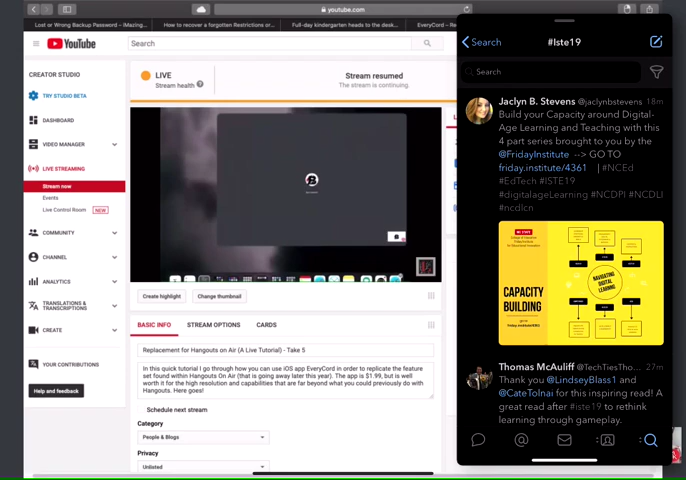 youtube.com
Lost or Wrong Backup Password – iMazing...
How to recover a forgotten Restrictions or...
Full-day kindergarten heads to the desk...
EveryCord – Rec
YouTube
Search
CREATOR STUDIO
TRY STUDIO BETA
DASHBOARD
VIDEO MANAGER
LIVE STREAMING
Stream now
Events
Live Control Room NEW
COMMUNITY
CHANNEL
ANALYTICS
TRANSLATIONS &
TRANSCRIPTIONS
CREATE
YOUR CONTRIBUTIONS
Help and feedback
LIVE
Stream health ?
Stream resumed
The stream is continuing.
Create highlight
Change thumbnail
BASIC INFO
STREAM OPTIONS
CARDS
Replacement for Hangouts on Air (A Live Tutorial) - Take 5
In this quick tutorial I go through how you can use iOS app EveryCord in order to replicate the feature
set found within Hangouts On Air (that is going away later this year). The app is $1.99, but is well
worth it for the high resolution and capabilities that are far beyond what you could previously do with
Hangouts. Here goes!
Schedule next stream
Category
People & Blogs
Privacy
Unlisted
Search
#Iste19
Search
Jaclyn B. Stevens @jaclynbstevens 18m
Build your Capacity around Digital-
Age Learning and Teaching with this
4 part series brought to you by the
@FridayInstitute --> GO TO
friday.institute/4361 | #NCEd
#EdTech #ISTE19
#digitalageLearning #NCDPI #NCDLI
#ncdlcn
NC STATE
CAPACITY
BUILDING
NAVIGATING
DIGITAL
LEARNING
Thomas McAuliff @TechTiesTho... 27m
Thank you @LindseyBlass1 and
@CateTolnai for this inspiring read! A
great read after #iste19 to rethink
learning through gameplay.